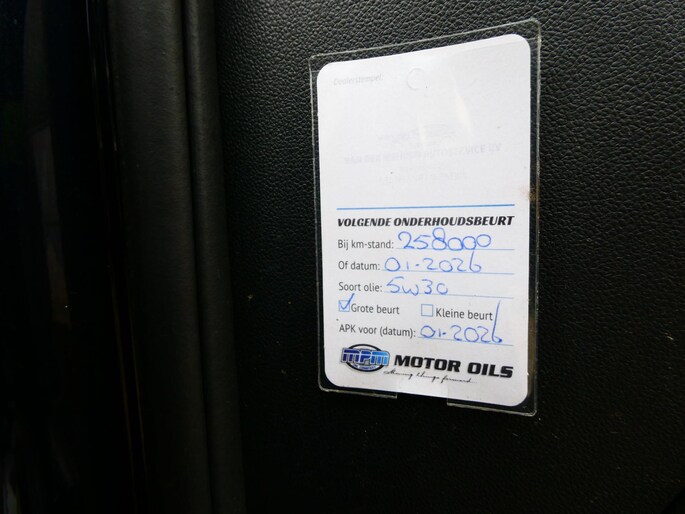 VOLGENDE ONDERHOUDSBEURT
Bij km-stand: 258000
Of datum: 01-2026
Soort olie: 5W30
Grote beurt Kleine beurt
APK voor (datum): 01-2026
MPM MOTOR OILS